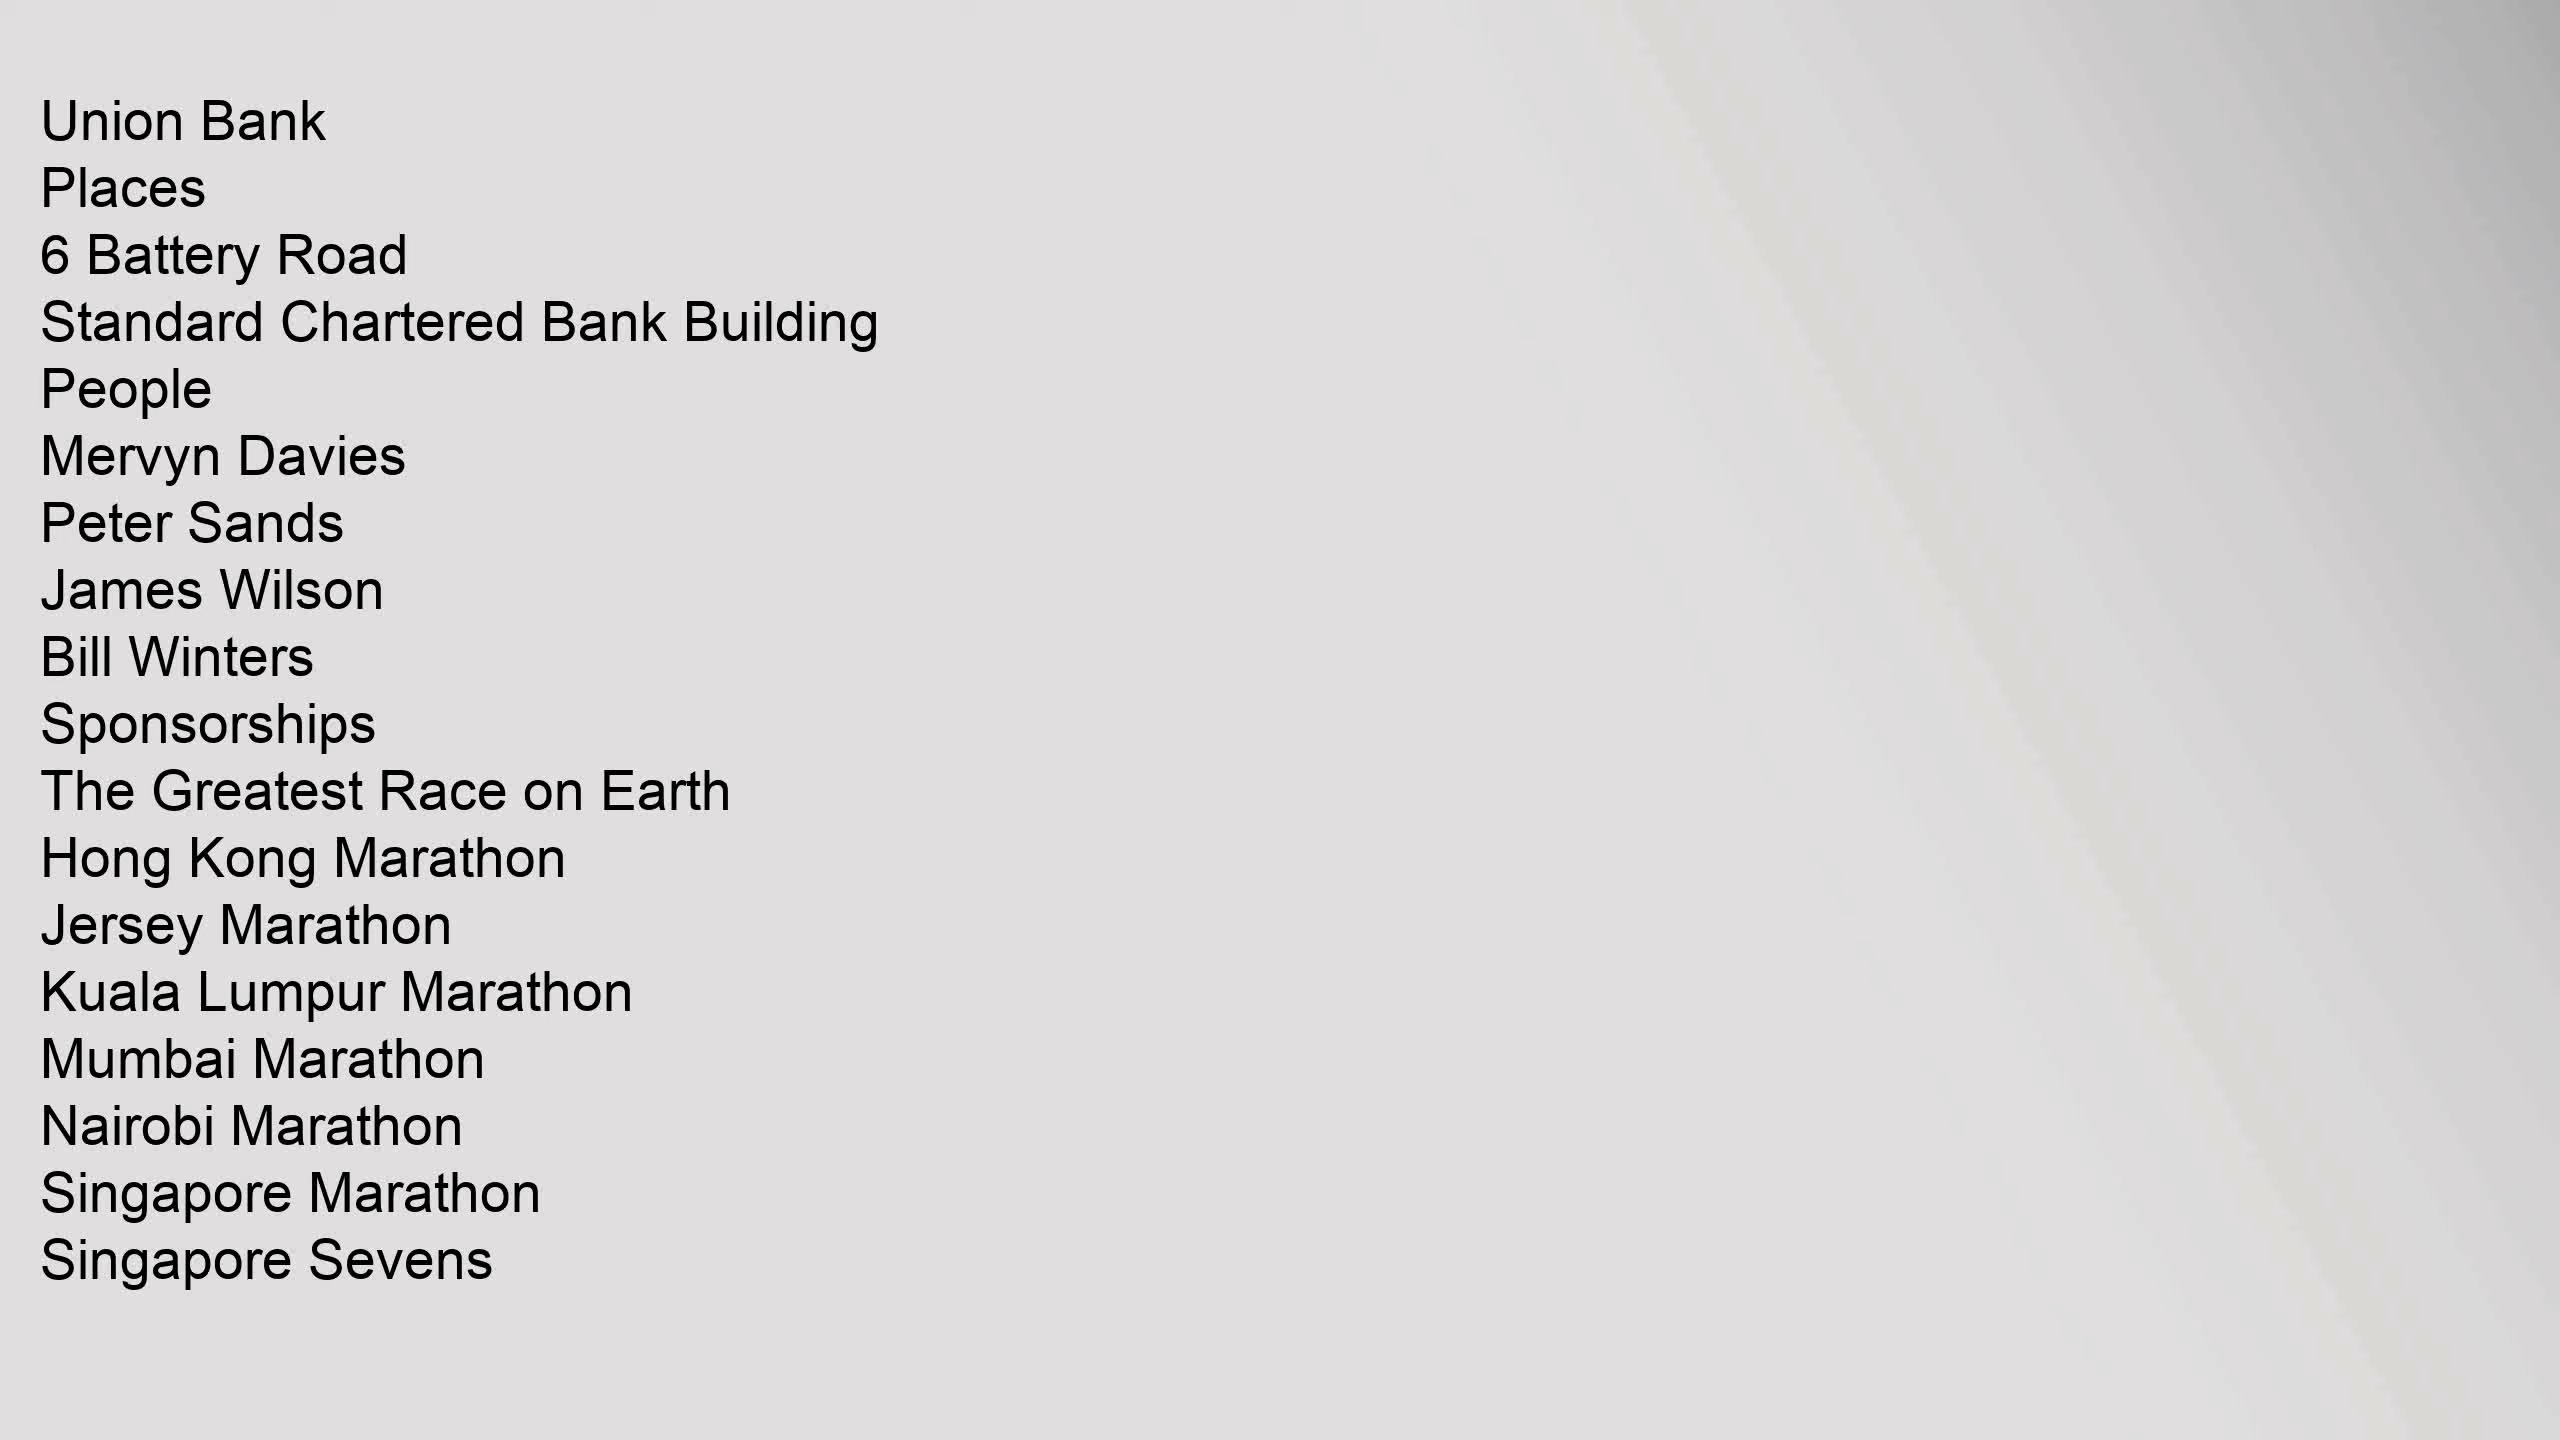 Union Bank
Places
6 Battery Road
Standard Chartered Bank Building
People
Mervyn Davies
Peter Sands
James Wilson
Bill Winters
Sponsorships
The Greatest Race on Earth
Hong Kong Marathon
Jersey Marathon
Kuala Lumpur Marathon
Mumbai Marathon
Nairobi Marathon
Singapore Marathon
Singapore Sevens